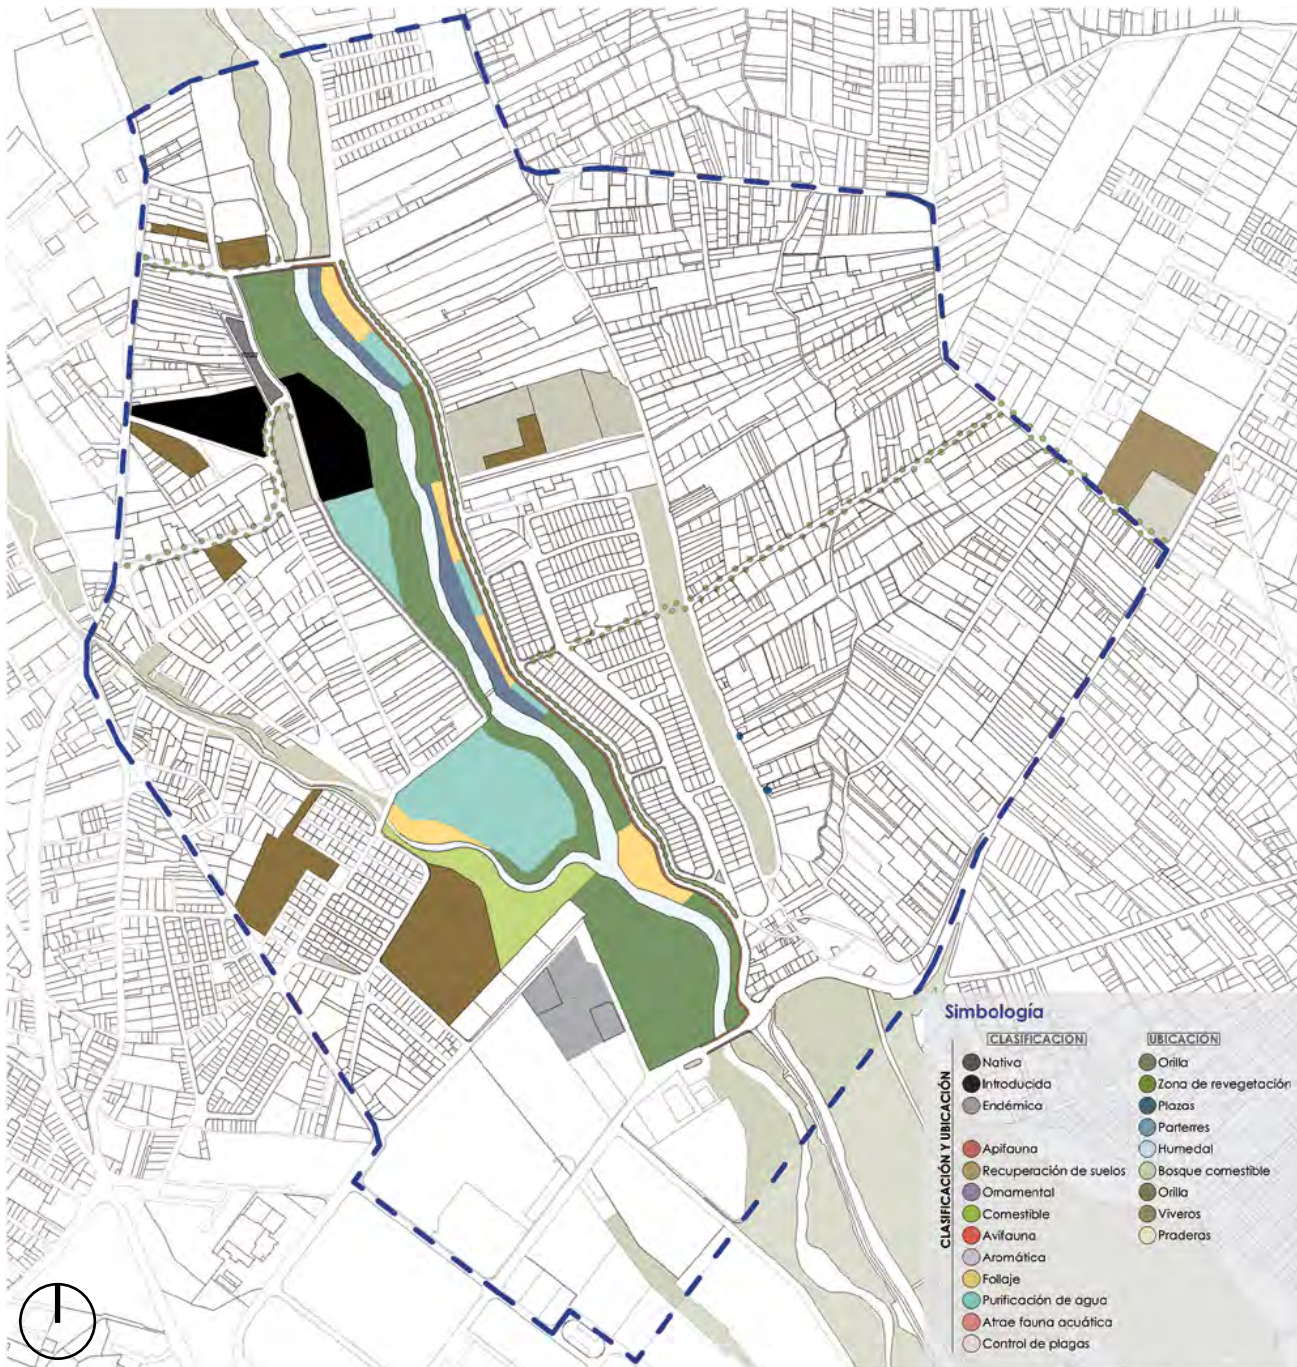 Simbología
CLASIFICACION
Nativa
Introducida
Endémica
Apifauna
Recuperación de suelos
Ornamental
Comestible
Avifauna
Aromática
Follaje
Purificación de agua
Atrae fauna acuática
Control de plagas
UBICACIÓN
Orilla
Zona de revegetación
Plazas
Parterres
Humedal
Bosque comestible
Orilla
Viveros
Praderas
CLASIFICACIÓN Y UBICACIÓN